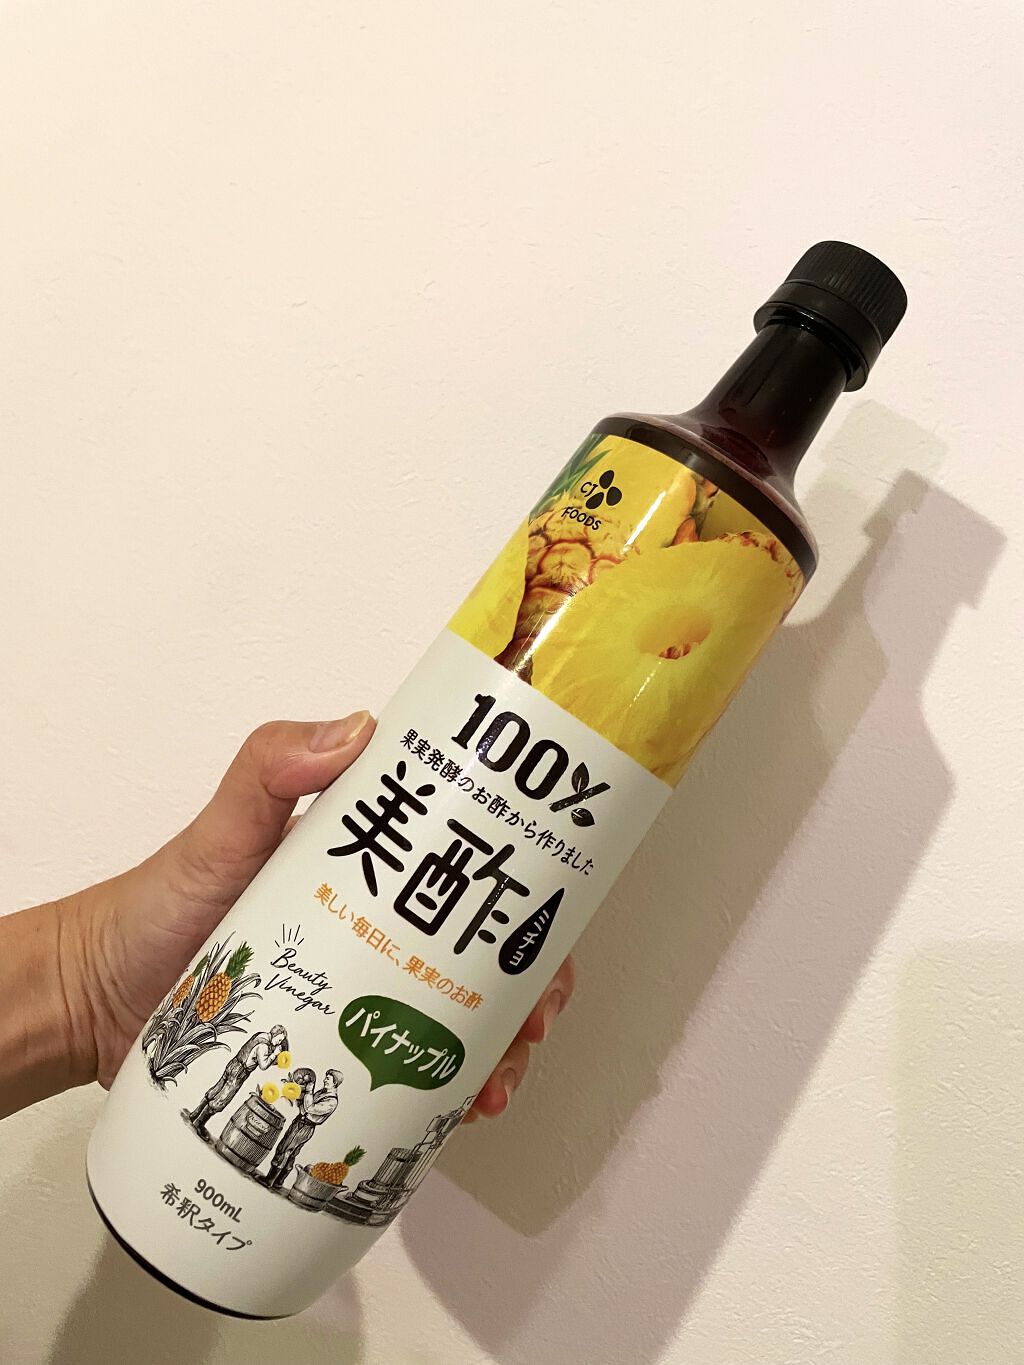 CJ
FOODS
100%
果実発酵のお酢から作りました
美酢
ミチョ
美しい毎日に、果実のお酢
Beauty
Vinegar
パイナップル
900mL
希釈タイプ